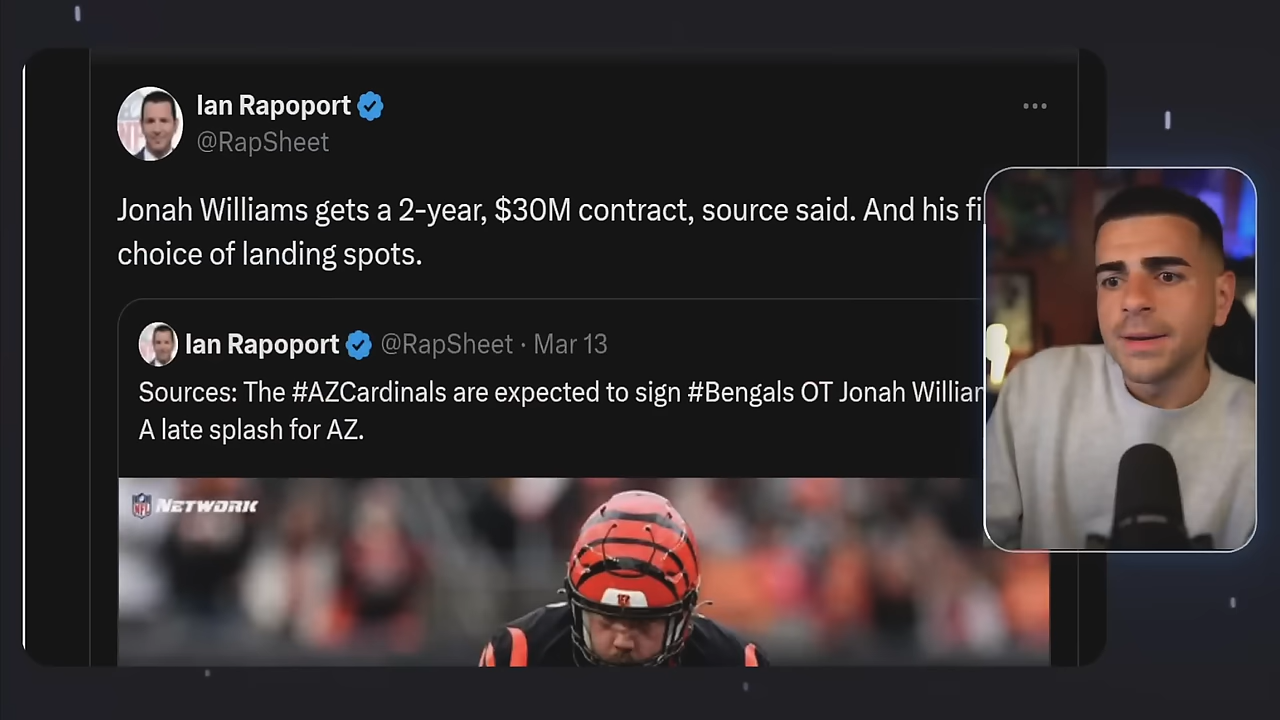 Ian Rapoport
@RapSheet
Jonah Williams gets a 2-year, $30M contract, source said. And his
choice of landing spots.
Ian Rapoport @RapSheet · Mar 13
Sources: The #AZCardinals are expected to sign #Bengals OT Jonah
A late splash for AZ.
NFL NETWORK